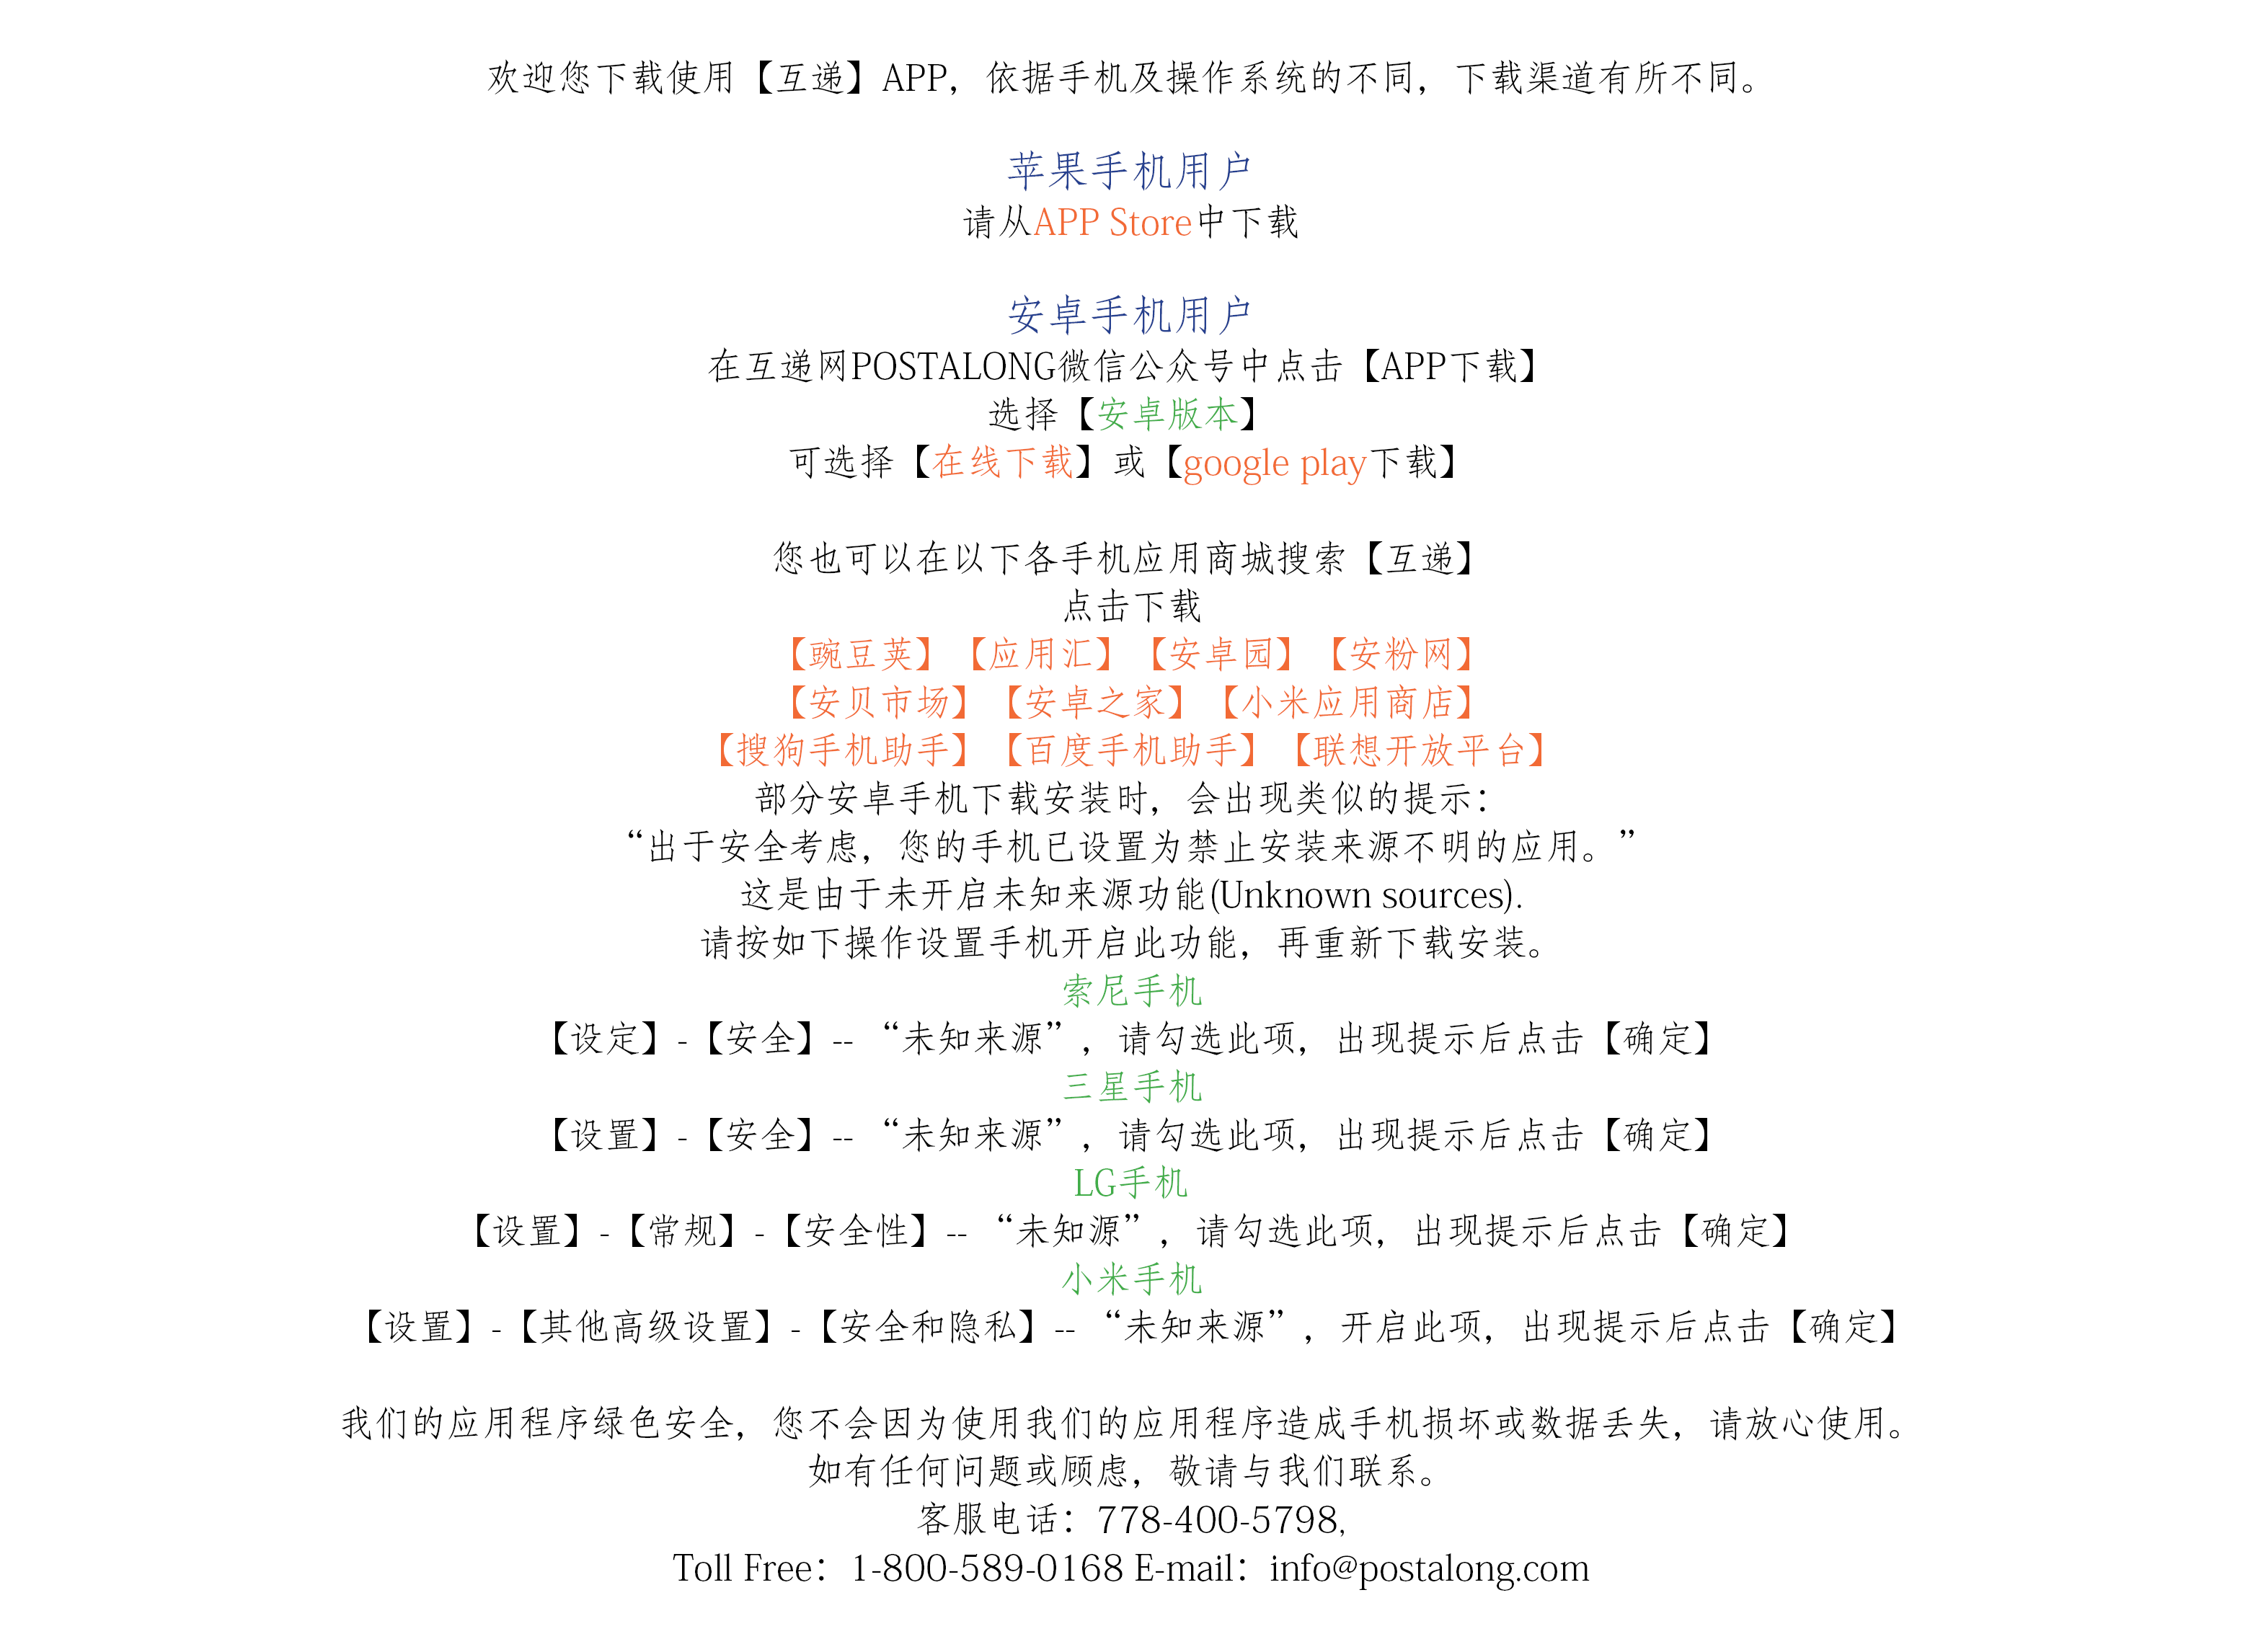 欢迎您下载使用【互递】APP，依据手机及操作系统的不同，下载渠道有所不同。
苹果手机用户
请从APP Store中下载
安卓手机用户
在互递网POSTALONG微信公众号中点击【APP下载】
选择【安卓版本】
可选择【在线下载】或【google play下载】
您也可以在以下各手机应用商城搜索【互递】
点击下载
【豌豆荚】【应用汇】【安卓园】【安粉网】
【安贝市场】【安卓之家】【小米应用商店】
【搜狗手机助手】【百度手机助手】【联想开放平台】
部分安卓手机下载安装时，会出现类似的提示：
“出于安全考虑，您的手机已设置为禁止安装来源不明的应用。”
这是由于未开启未知来源功能(Unknown sources).
请按如下操作设置手机开启此功能，再重新下载安装。
索尼手机
【设定】-【安全】-- “未知来源”，请勾选此项，出现提示后点击【确定】
三星手机
【设置】-【安全】-- “未知来源”，请勾选此项，出现提示后点击【确定】
LG手机
【设置】-【常规】-【安全性】-- “未知源”，请勾选此项，出现提示后点击【确定】
小米手机
【设置】-【其他高级设置】-【安全和隐私】-- “未知来源”，开启此项，出现提示后点击【确定】
我们的应用程序绿色安全，您不会因为使用我们的应用程序造成手机损坏或数据丢失，请放心使用。
如有任何问题或顾虑，敬请与我们联系。
客服电话：778-400-5798,
Toll Free：1-800-589-0168 E-mail：info@postalong.com